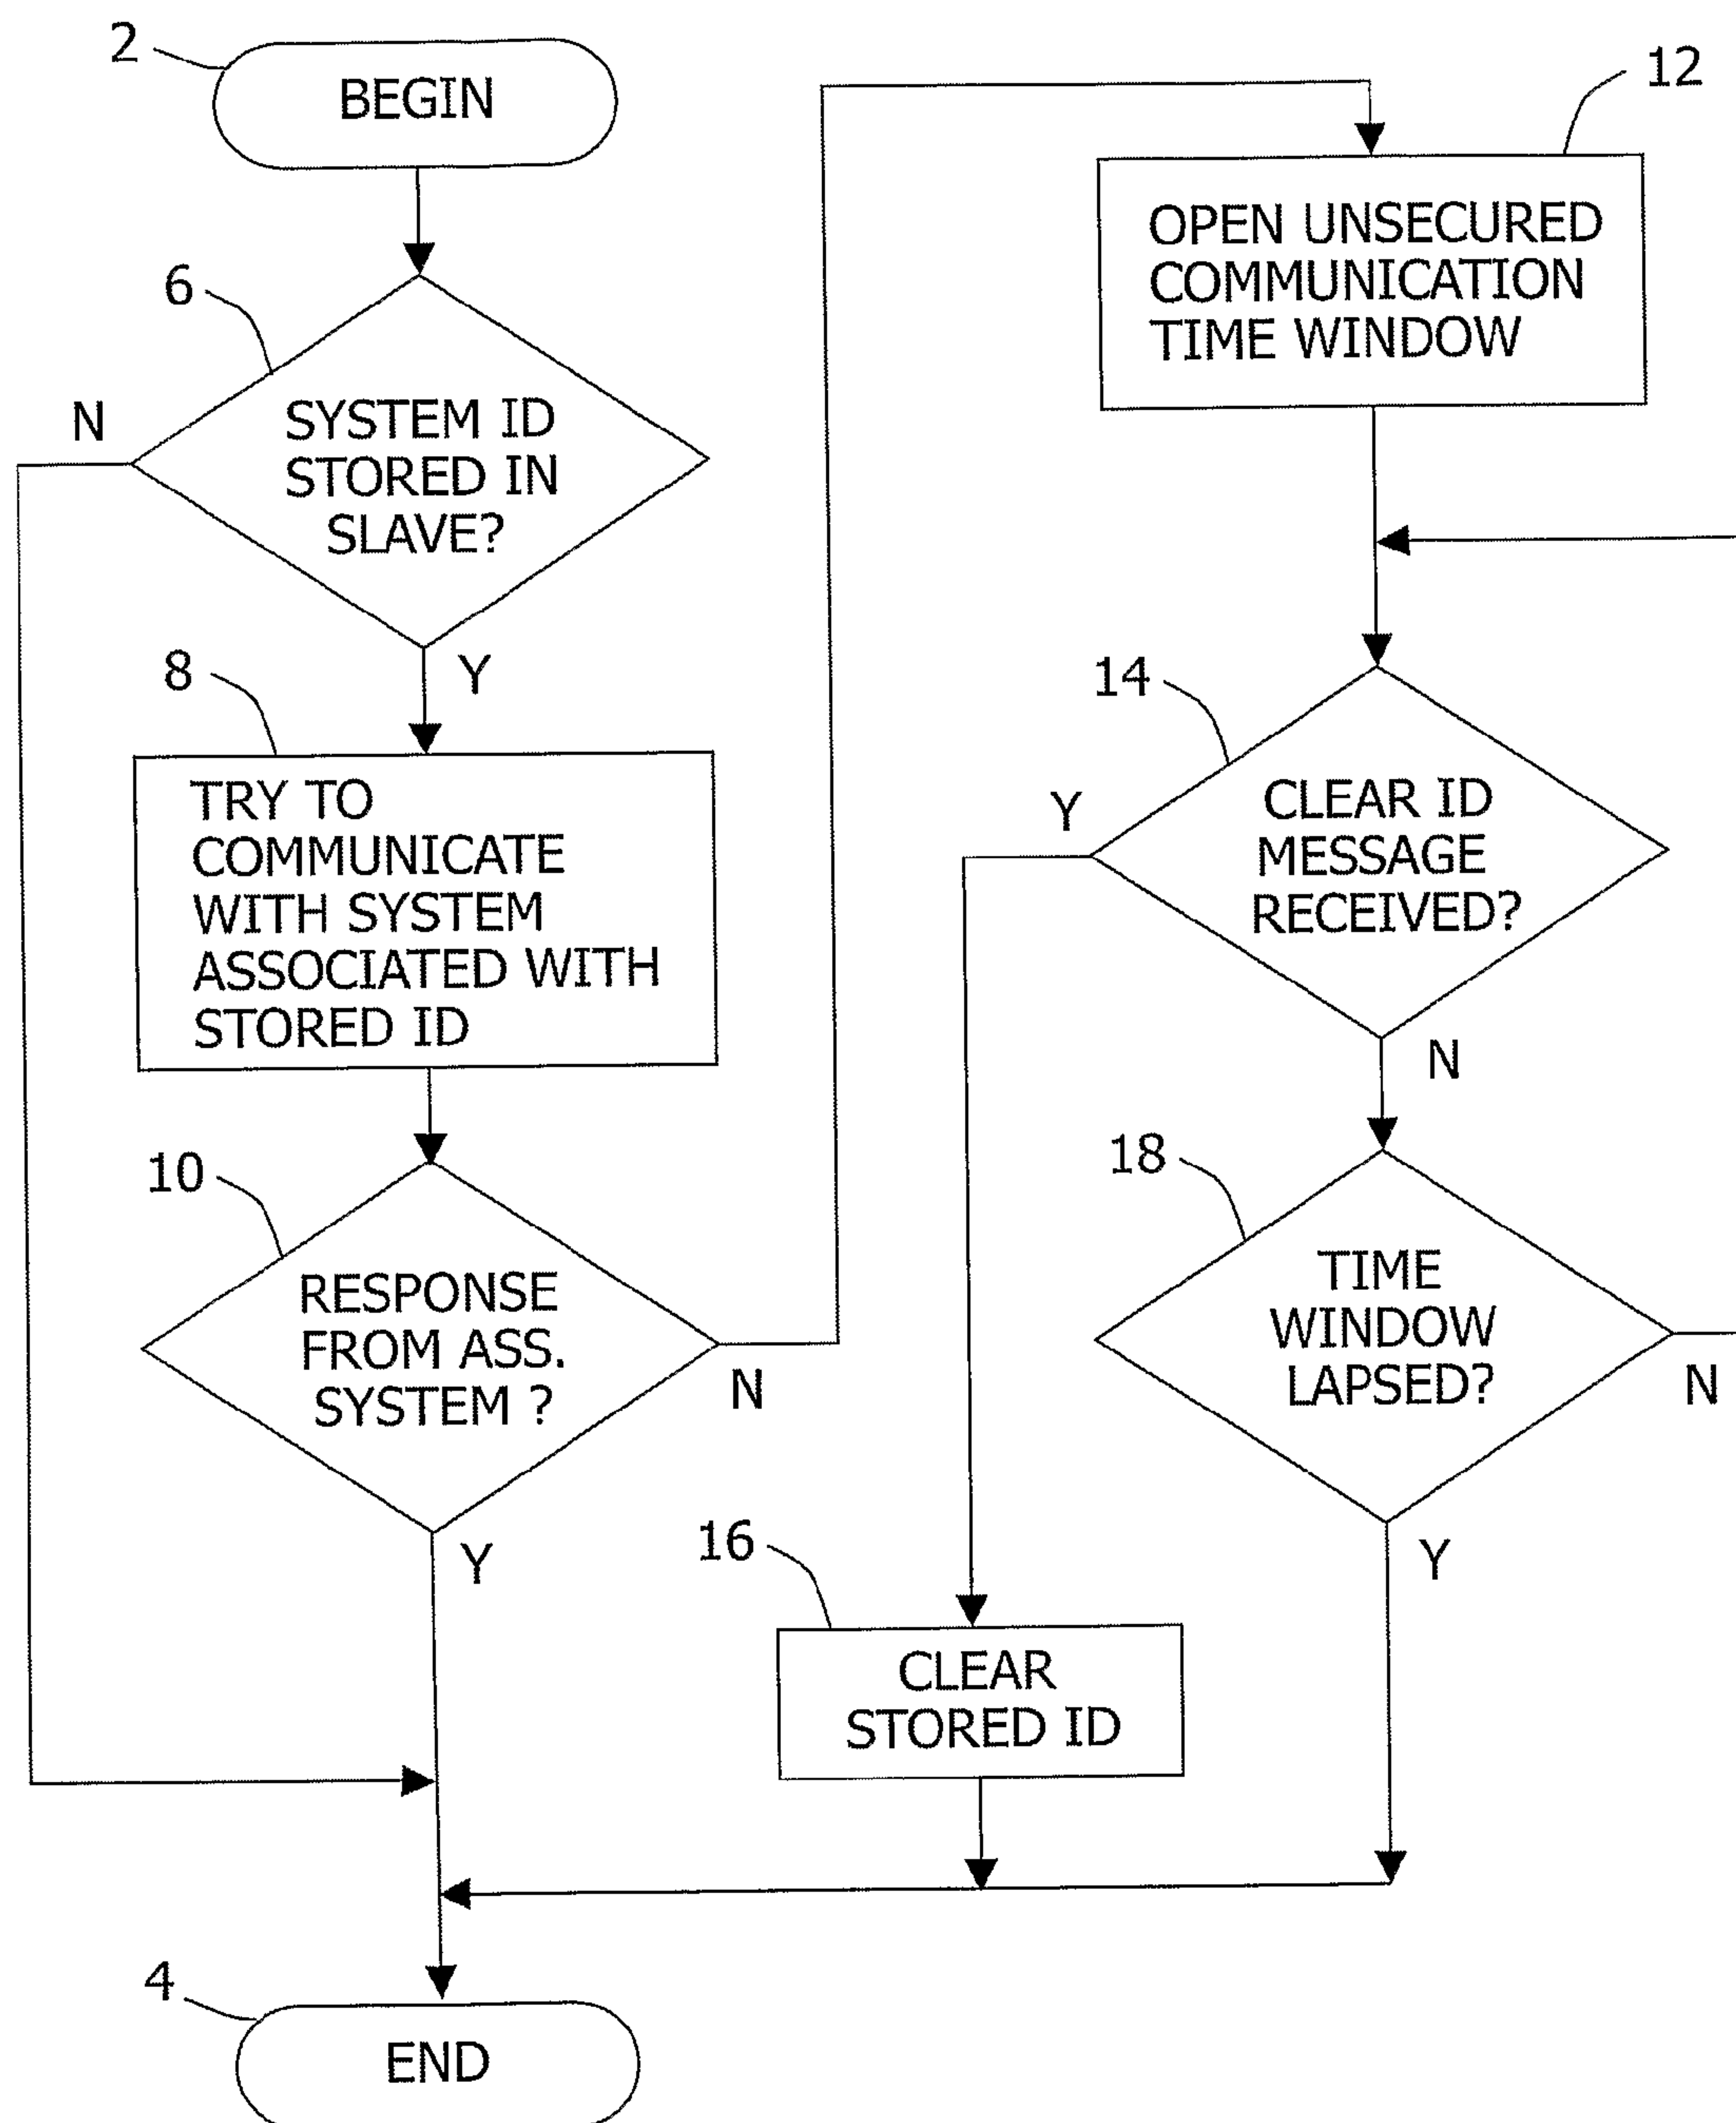 2
BEGIN
6
N
SYSTEM ID
STORED IN
SLAVE?
Y
8
TRY TO
COMMUNICATE
WITH SYSTEM
ASSOCIATED WITH
STORED ID
10
RESPONSE
FROM ASS.
SYSTEM ?
N
Y
4
END
12
OPEN UNSECURED
COMMUNICATION
TIME WINDOW
14
Y
CLEAR ID
MESSAGE
RECEIVED?
N
18
TIME
WINDOW
LAPSED?
N
Y
16
CLEAR
STORED ID